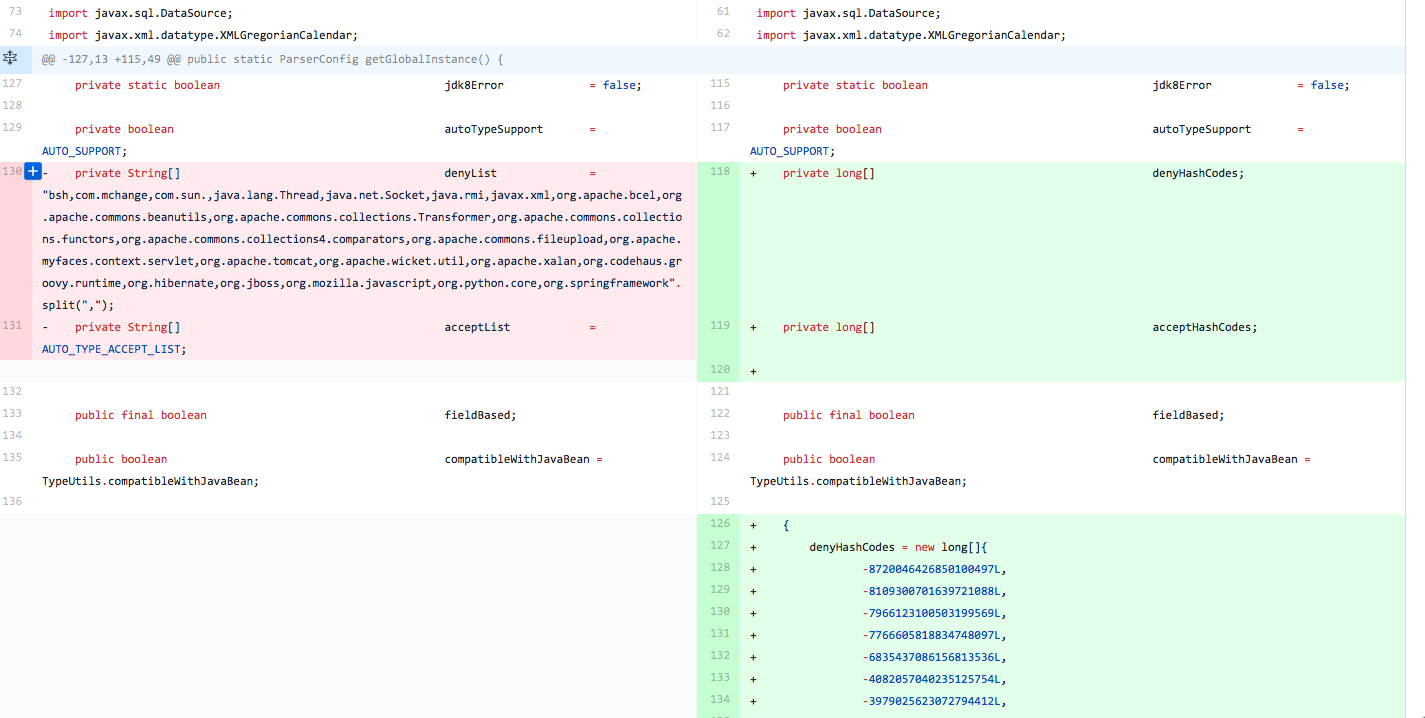 73 import javax.sql.DataSource;
74 import javax.xml.datatype.XMLGregorianCalendar;
61 import javax.sql.DataSource;
62 import javax.xml.datatype.XMLGregorianCalendar;
@@ -127,13 +115,49 @@ public static ParserConfig getGlobalInstance() {
127 private static boolean jdk8Error = false;
128
129 private boolean autoTypeSupport =
AUTO_SUPPORT;
130 - private String[] denyList =
"bsh,com.mchange,com.sun.,java.lang.Thread,java.net.Socket,java.rmi,javax.xml,org.apache.bcel,org
.apache.commons.beanutils,org.apache.commons.collections.Transformer,org.apache.commons.collectio
ns.functors,org.apache.commons.collections4.comparators,org.apache.commons.fileupload,org.apache.
myfaces.context.servlet,org.apache.tomcat,org.apache.wicket.util,org.apache.xalan,org.codehaus.gr
oovy.runtime,org.hibernate,org.jboss,org.mozilla.javascript,org.python.core,org.springframework".
split(",");
131 - private String[] acceptList =
AUTO_TYPE_ACCEPT_LIST;
132
133 public final boolean fieldBased;
134
135 public boolean compatibleWithJavaBean =
TypeUtils.compatibleWithJavaBean;
136
115 private static boolean jdk8Error = false;
116
117 private boolean autoTypeSupport =
AUTO_SUPPORT;
118 + private long[] denyHashCodes;
119 + private long[] acceptHashCodes;
120 +
121
122 public final boolean fieldBased;
123
124 public boolean compatibleWithJavaBean =
TypeUtils.compatibleWithJavaBean;
125
126 + {
127 + denyHashCodes = new long[]{
128 + -8720046426850100497L,
129 + -8109300701639721088L,
130 + -7966123100503199569L,
131 + -7766605818834748097L,
132 + -6835437086156813536L,
133 + -4082057040235125754L,
134 + -3979025623072794412L,